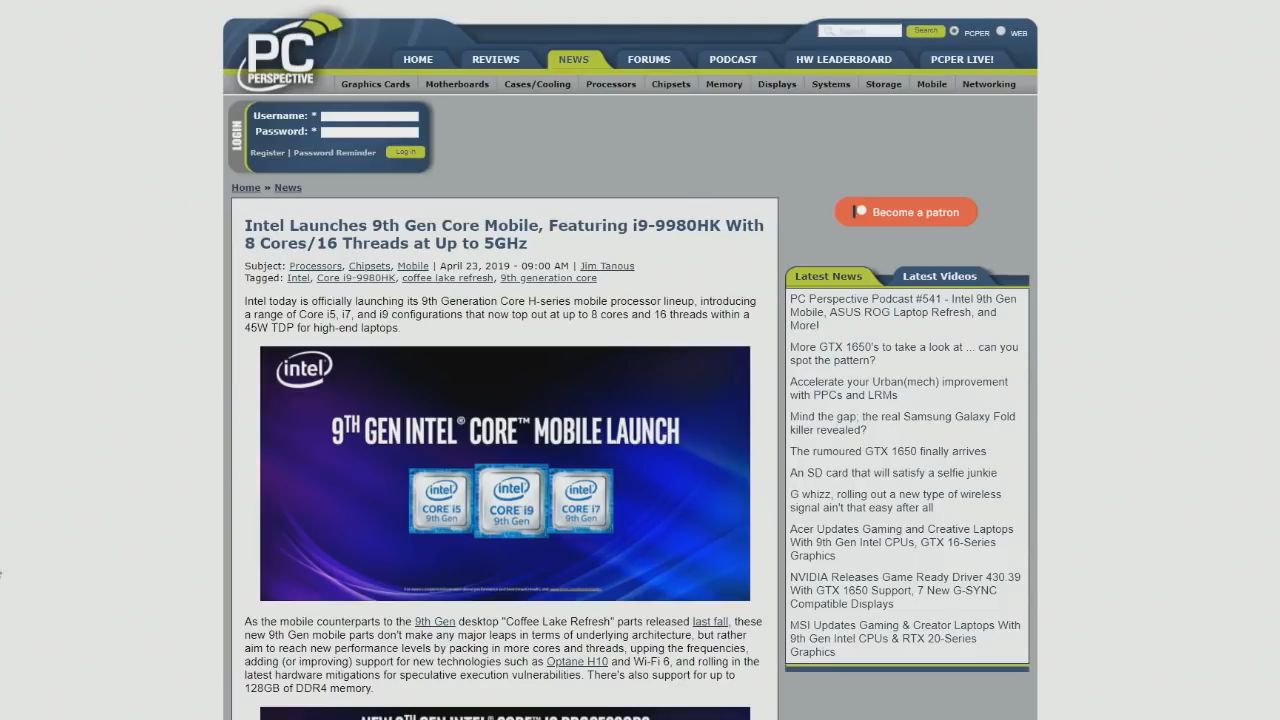 PC PERSPECTIVE
Search
PCPER
WEB
HOME
REVIEWS
NEWS
FORUMS
PODCAST
HW LEADERBOARD
PCPER LIVE!
Graphics Cards
Motherboards
Cases/Cooling
Processors
Chipsets
Memory
Displays
Systems
Storage
Mobile
Networking
LOGIN
Username: *
Password: *
Register | Password Reminder
Log in
Home » News
Intel Launches 9th Gen Core Mobile, Featuring i9-9980HK With
8 Cores/16 Threads at Up to 5GHz
Subject: Processors, Chipsets, Mobile | April 23, 2019 - 09:00 AM | Jim Tanous
Tagged: Intel, Core i9-9980HK, coffee lake refresh, 9th generation core
Intel today is officially launching its 9th Generation Core H-series mobile processor lineup, introducing
a range of Core i5, i7, and i9 configurations that now top out at up to 8 cores and 16 threads within a
45W TDP for high-end laptops.
intel
9TH GEN INTEL® CORE™ MOBILE LAUNCH
intel
CORE i5
9th Gen
intel
CORE i9
9th Gen
intel
CORE i7
9th Gen
As the mobile counterparts to the 9th Gen desktop "Coffee Lake Refresh" parts released last fall, these
new 9th Gen mobile parts don't make any major leaps in terms of underlying architecture, but rather
aim to reach new performance levels by packing in more cores and threads, upping the frequencies,
adding (or improving) support for new technologies such as Optane H10 and Wi-Fi 6, and rolling in the
latest hardware mitigations for speculative execution vulnerabilities. There's also support for up to
128GB of DDR4 memory.
Become a patron
Latest News
Latest Videos
PC Perspective Podcast #541 - Intel 9th Gen
Mobile, ASUS ROG Laptop Refresh, and
More!
More GTX 1650's to take a look at ... can you
spot the pattern?
Accelerate your Urban(mech) improvement
with PPCs and LRMs
Mind the gap; the real Samsung Galaxy Fold
killer revealed?
The rumoured GTX 1650 finally arrives
An SD card that will satisfy a selfie junkie
G whizz, rolling out a new type of wireless
signal ain't that easy after all
Acer Updates Gaming and Creative Laptops
With 9th Gen Intel CPUs, GTX 16-Series
Graphics
NVIDIA Releases Game Ready Driver 430.39
With GTX 1650 Support, 7 New G-SYNC
Compatible Displays
MSI Updates Gaming & Creator Laptops With
9th Gen Intel CPUs & RTX 20-Series
Graphics